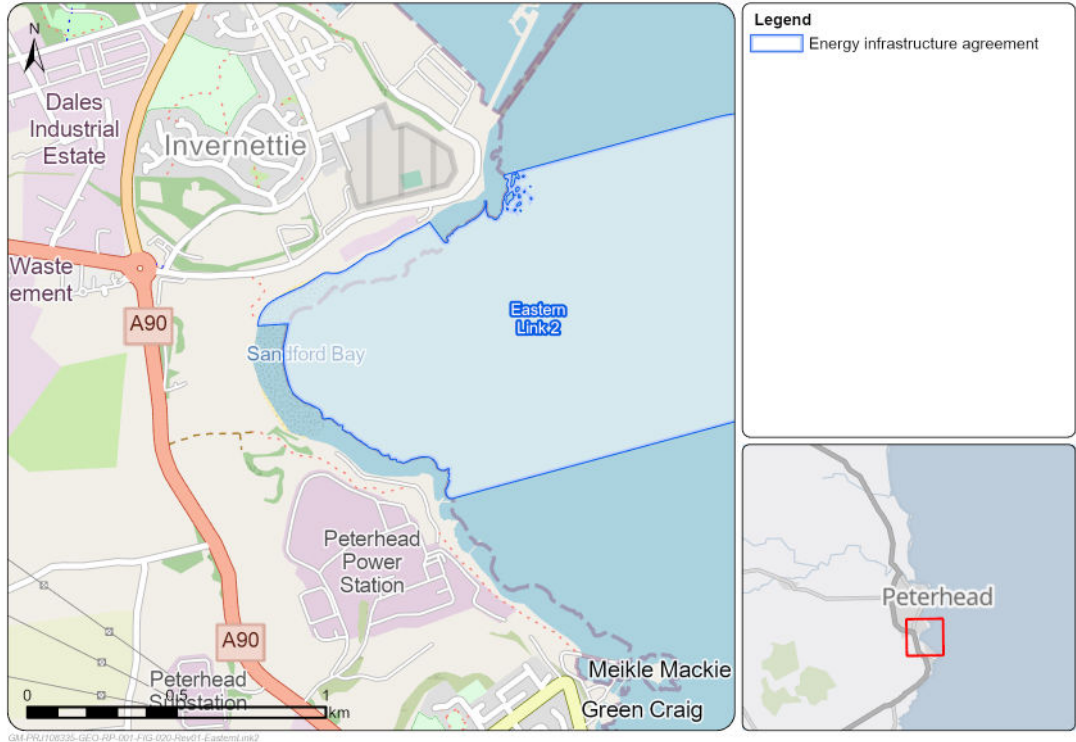 N
Dales
Industrial
Estate
Invernettie
Waste
ement
A90
Sandford Bay
Eastern
Link 2
Peterhead
Power
Station
A90
Peterhead
Substation
Meikle Mackie
Green Craig
0 0.5 1
km
Legend
Energy infrastructure agreement
Peterhead
GM-PRJ108335-GEO-RP-001-FIG-020-Rev01-EasternLink2